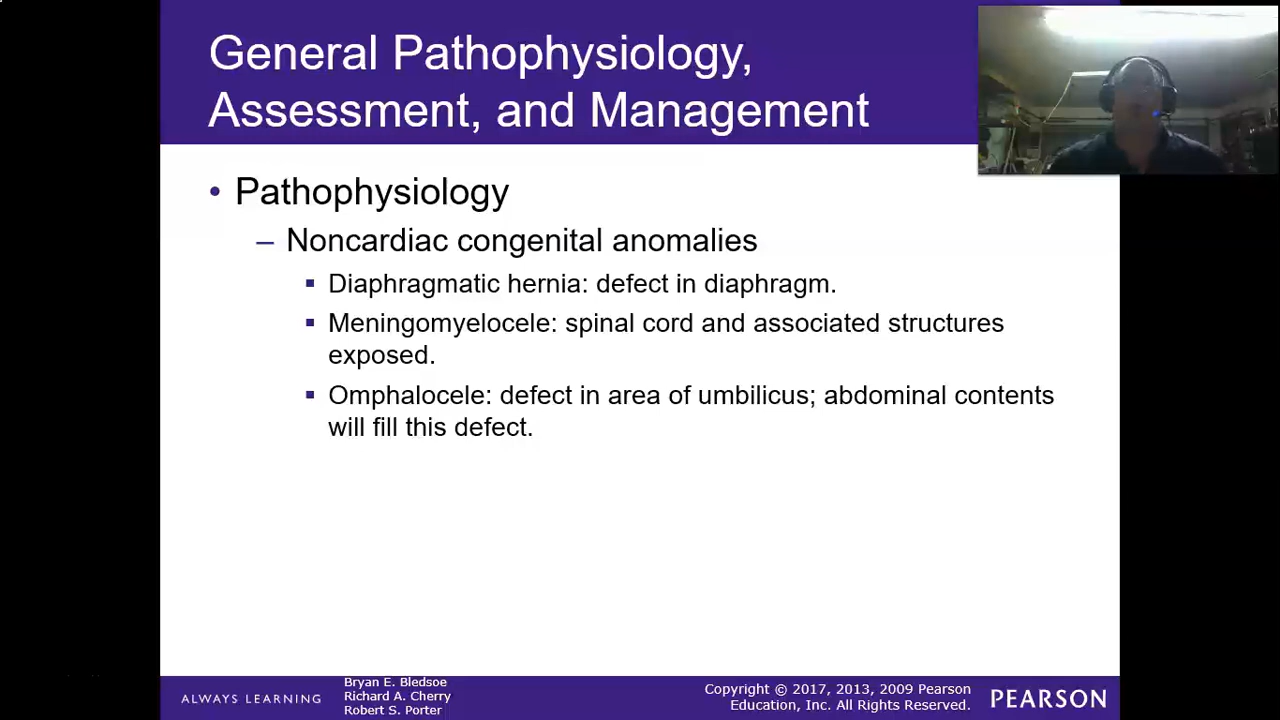 General Pathophysiology,
Assessment, and Management
• Pathophysiology
– Noncardiac congenital anomalies
▪ Diaphragmatic hernia: defect in diaphragm.
▪ Meningomyelocele: spinal cord and associated structures
exposed.
▪ Omphalocele: defect in area of umbilicus; abdominal contents
will fill this defect.
ALWAYS LEARNING
Bryan E. Bledsoe
Richard A. Cherry
Robert S. Porter
Copyright © 2017, 2013, 2009 Pearson
Education, Inc. All Rights Reserved.
PEARSON